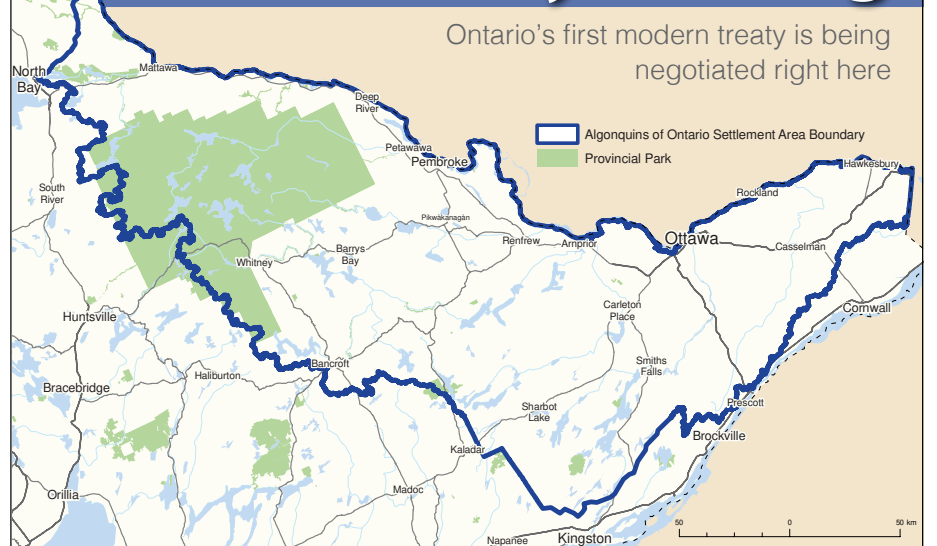 Ontario's first modern treaty is being
negotiated right here
Algonquins of Ontario Settlement Area Boundary
Provincial Park
North
Bay
Mattawa
Deep
River
Petawawa
Pembroke
Hawkesbury
South
River
Rockland
Pikwakanagàn
Renfrew
Arnprior
Ottawa
Casselman
Barrys
Bay
Whitney
Huntsville
Carleton
Place
Cornwall
Bancroft
Smiths
Falls
Haliburton
Bracebridge
Prescott
Sharbot
Lake
Brockville
Kaladar
Madoc
Orillia
Napanee
Kingston
50
0
50 km